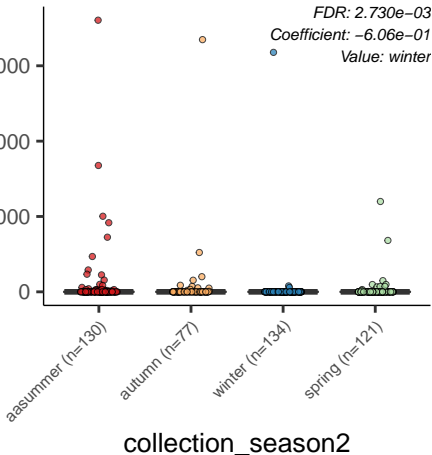 FDR: 2.730e−03
Coefficient: −6.06e−01
Value: winter
000
000
000
0
aasummer (n=130)
autumn (n=77)
winter (n=134)
spring (n=121)
collection_season2